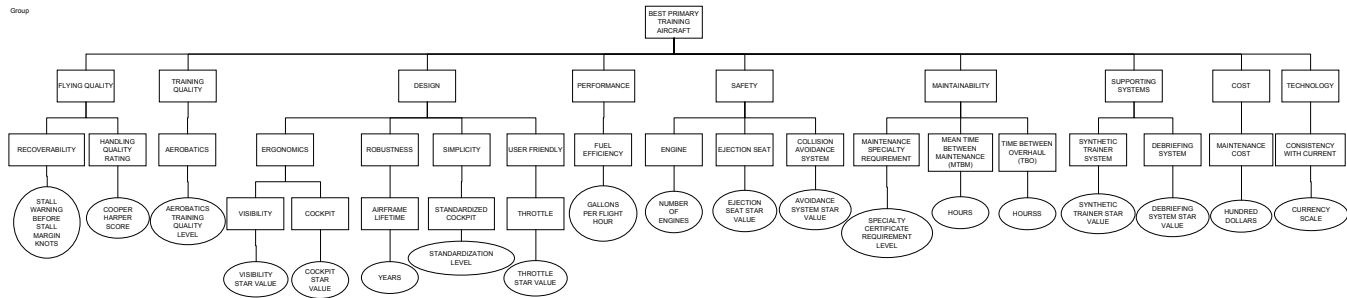 Group
BEST PRIMARY
TRAINING
AIRCRAFT
FLYING QUALITY
TRAINING
QUALITY
DESIGN
PERFORMANCE
SAFETY
MAINTAINABILITY
SUPPORTING
SYSTEMS
COST
TECHNOLOGY
RECOVERABILITY
HANDLING
QUALITY
RATING
AEROBATICS
ERGONOMICS
ROBUSTNESS
SIMPLICITY
USER FRIENDLY
FUEL
EFFICIENCY
ENGINE
EJECTION SEAT
COLLISION
AVOIDANCE
SYSTEM
MAINTENANCE
SPECIALTY
REQUIREMENT
MEAN TIME
BETWEEN
MAINTENANCE
(MTBM)
TIME BETWEEN
OVERHAUL
(TBO)
SYNTHETIC
TRAINER
SYSTEM
DEBRIEFING
SYSTEM
MAINTENANCE
COST
CONSISTENCY
WITH CURRENT
STALL
WARNING
BEFORE
STALL
MARGIN
KNOTS
COOPER
HARPER
SCORE
AEROBATICS
TRAINING
QUALITY
LEVEL
VISIBILITY
COCKPIT
AIRFRAME
LIFETIME
STANDARDIZED
COCKPIT
THROTTLE
GALLONS
PER FLIGHT
HOUR
NUMBER
OF
ENGINES
EJECTION
SEAT STAR
VALUE
AVOIDANCE
SYSTEM STAR
VALUE
SPECIALTY
CERTIFICATE
REQUIREMENT
LEVEL
HOURS
HOURSS
SYNTHETIC
TRAINER STAR
VALUE
DEBRIEFING
SYSTEM STAR
VALUE
HUNDRED
DOLLARS
CURRENCY
SCALE
VISIBILITY
STAR VALUE
COCKPIT
STAR
VALUE
YEARS
STANDARDIZATION
LEVEL
THROTTLE
STAR VALUE